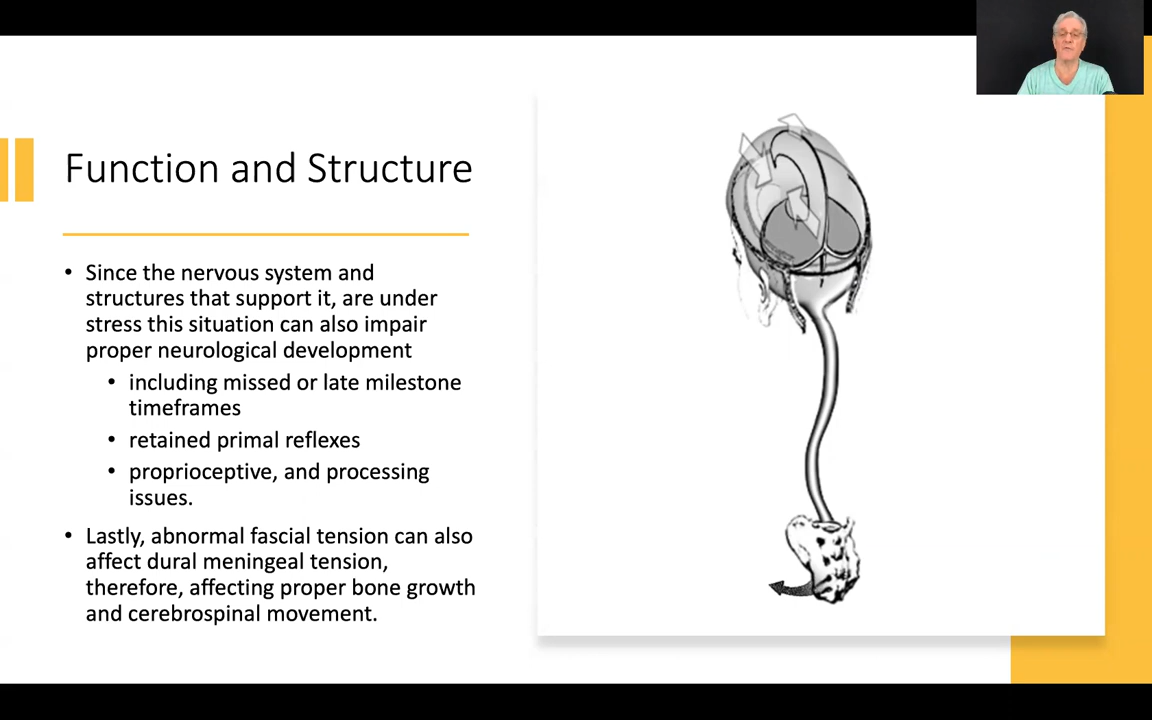 Function and Structure
• Since the nervous system and
structures that support it, are under
stress this situation can also impair
proper neurological development
• including missed or late milestone
timeframes
• retained primal reflexes
• proprioceptive, and processing
issues.
• Lastly, abnormal fascial tension can also
affect dural meningeal tension,
therefore, affecting proper bone growth
and cerebrospinal movement.